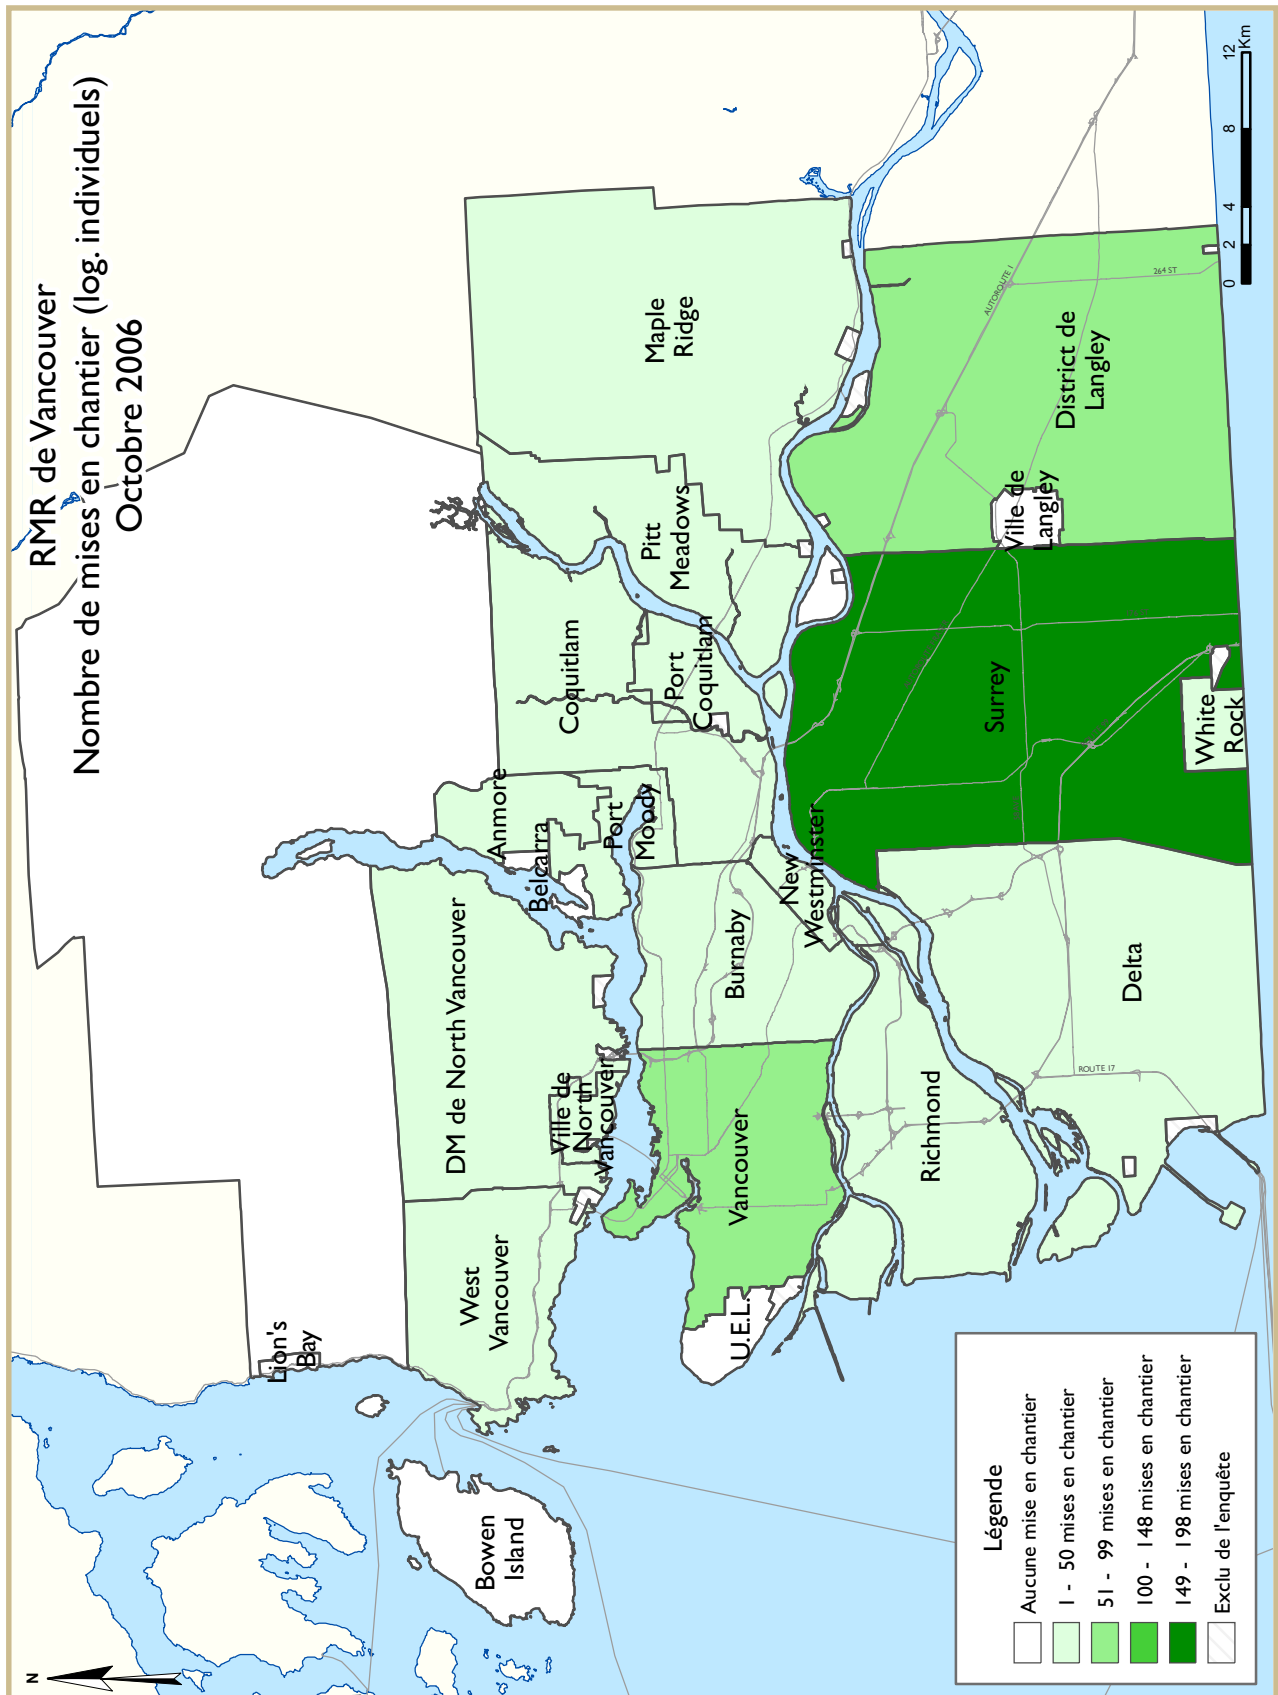 RMR de Vancouver
Nombre de mises en chantier (log. individuels)
Octobre 2006
N
Lion's
Bay
Bowen
Island
West
Vancouver
DM de North Vancouver
Ville de
North
Vancouver
Belcarra
Anmore
Port
Moody
Coquitlam
Port
Coquitlam
Pitt
Meadows
Maple
Ridge
U.E.L.
Vancouver
Burnaby
New
Westminster
Richmond
Delta
Surrey
White
Rock
Ville de
Langley
District de
Langley
AUTOROUTE 1
264 ST
ROUTE 17
Légende
Aucune mise en chantier
1 - 50 mises en chantier
51 - 99 mises en chantier
100 - 148 mises en chantier
149 - 198 mises en chantier
Exclu de l'enquête
0 2 4 8 12
Km